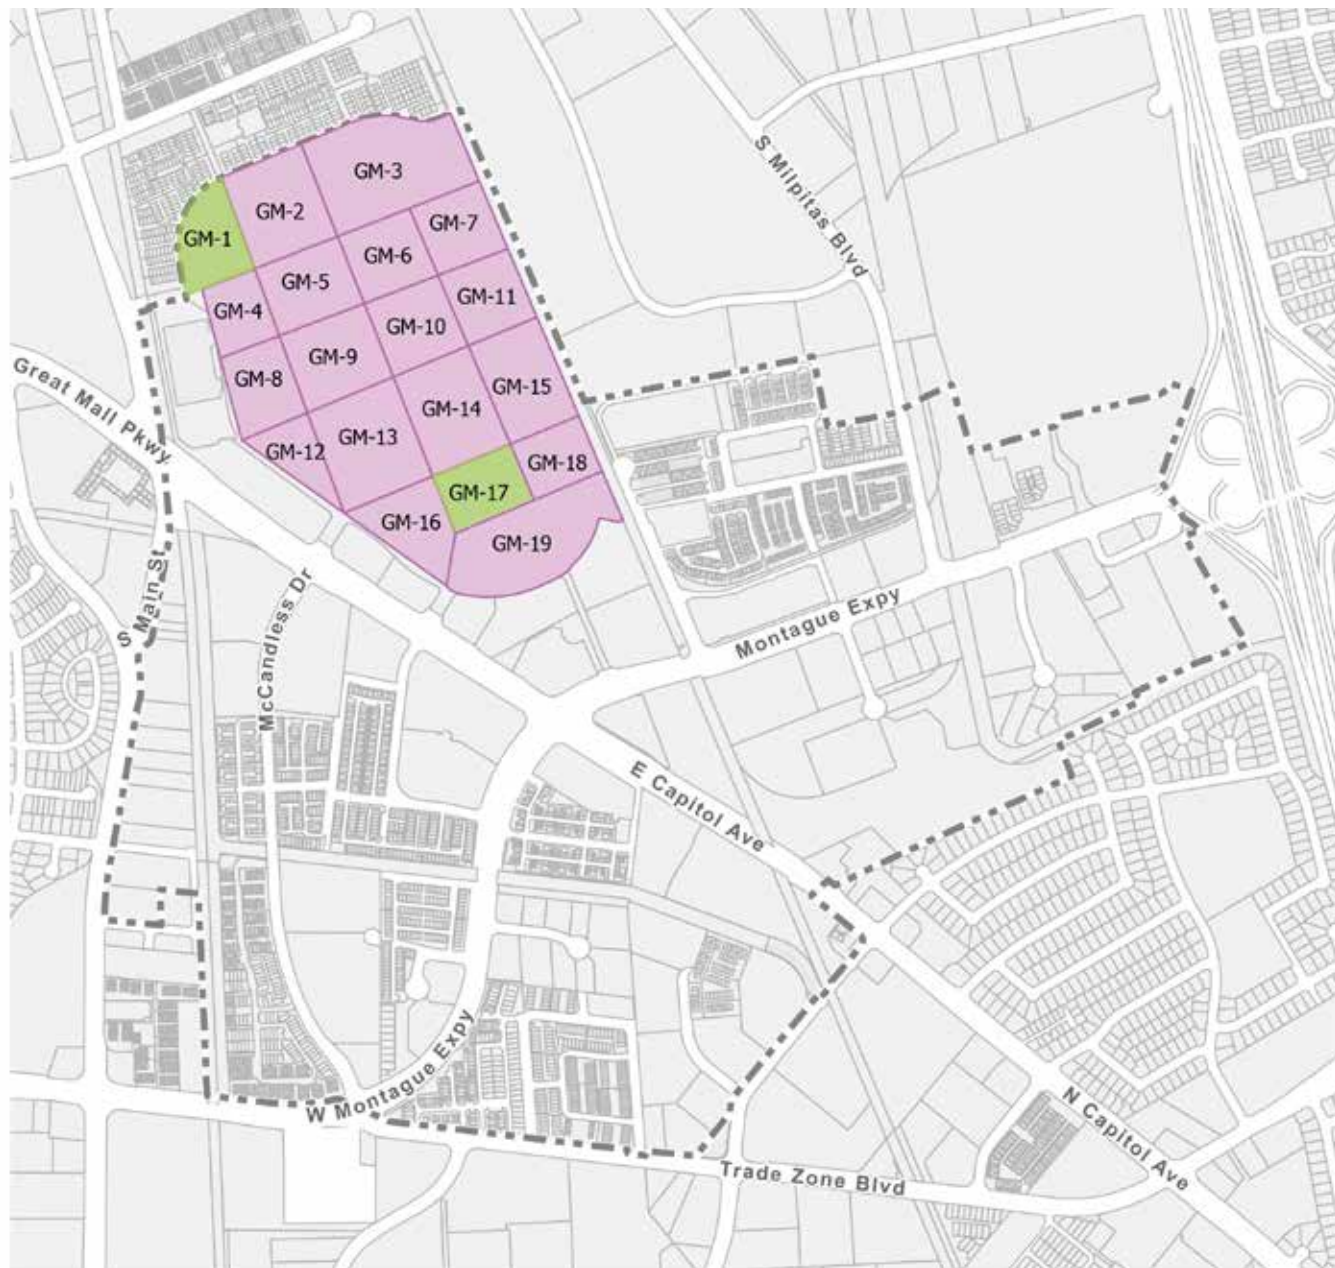 S Milpitas Blvd
GM-3
GM-2
GM-7
GM-1
GM-6
GM-5
GM-11
GM-4
GM-10
GM-9
GM-8
GM-15
Great Mall Pkwy
GM-14
GM-13
GM-12
GM-18
GM-17
GM-16
GM-19
S Main St
McCandless Dr
Montague Expy
E Capitol Ave
W Montague Expy
N Capitol Ave
Trade Zone Blvd